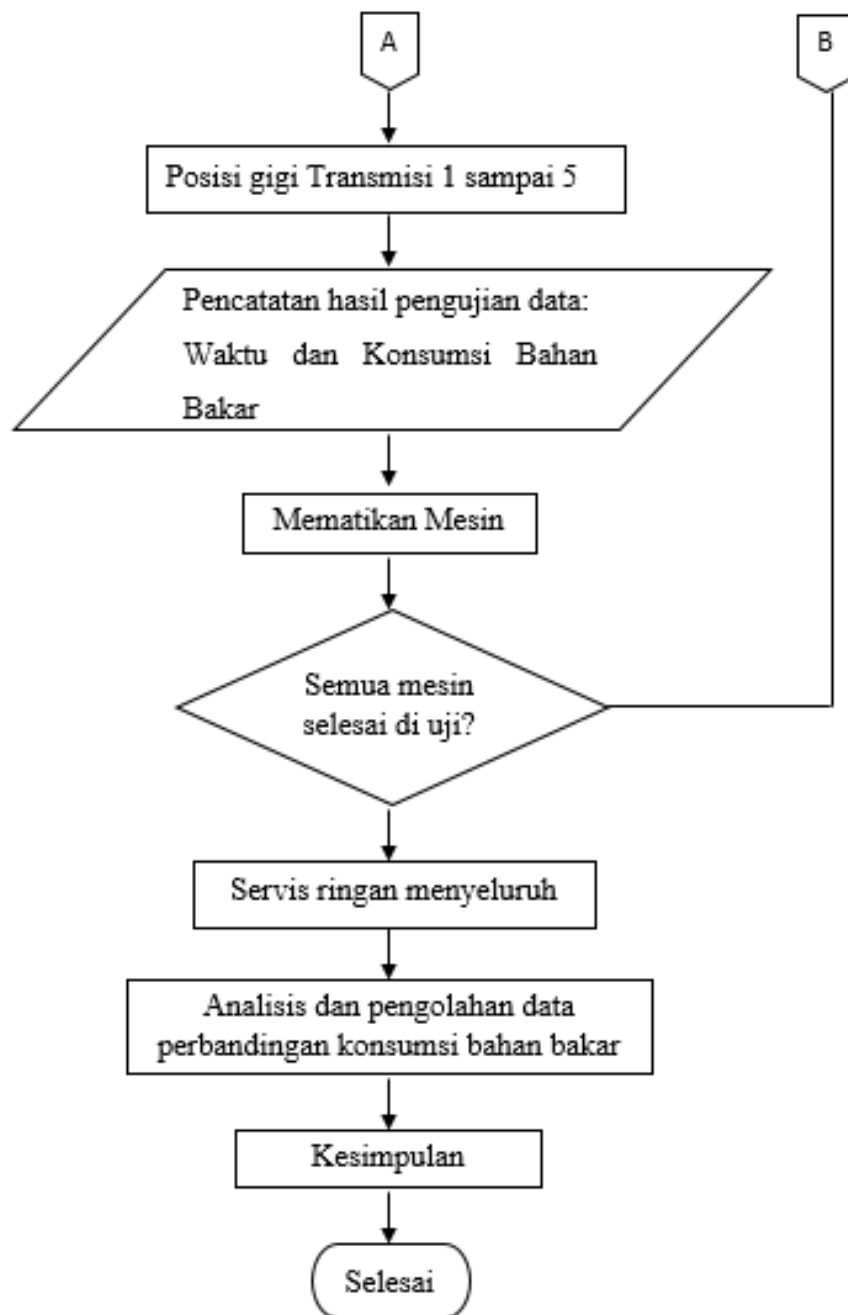 A
B
Posisi gigi Transmisi 1 sampai 5
Pencatatan hasil pengujian data:
Waktu dan Konsumsi Bahan
Bakar
Mematikan Mesin
Semua mesin
selesai di uji?
Servis ringan menyeluruh
Analisis dan pengolahan data
perbandingan konsumsi bahan bakar
Kesimpulan
Selesai